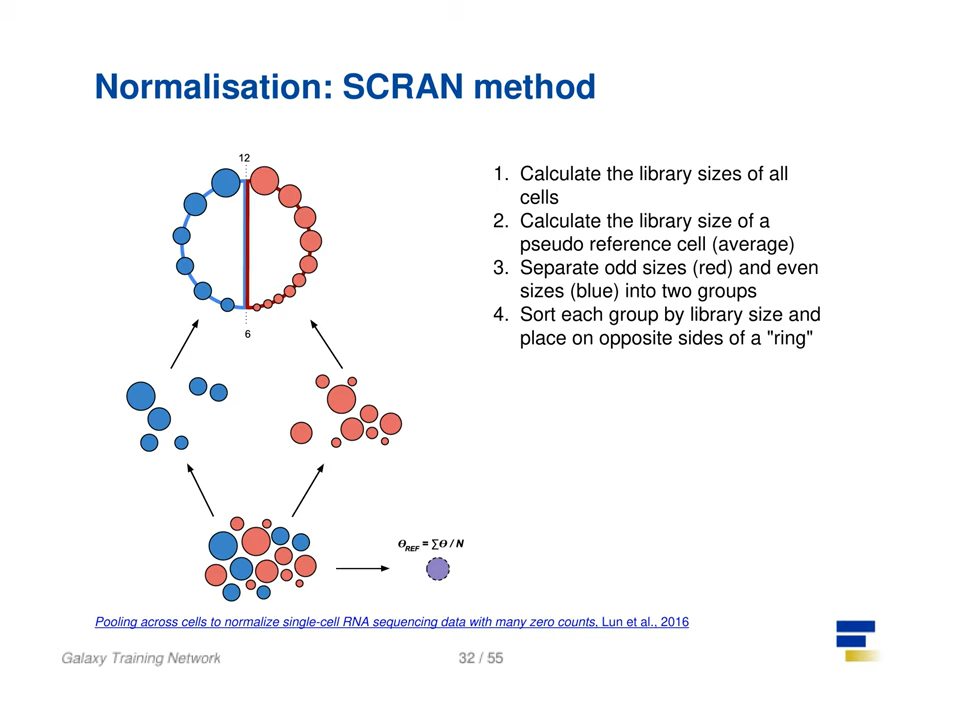 Normalisation: SCRAN method
12
6
1. Calculate the library sizes of all
cells
2. Calculate the library size of a
pseudo reference cell (average)
3. Separate odd sizes (red) and even
sizes (blue) into two groups
4. Sort each group by library size and
place on opposite sides of a "ring"
ϴREF = ∑ϴ / N
Pooling across cells to normalize single-cell RNA sequencing data with many zero counts, Lun et al., 2016
Galaxy Training Network
32 / 55